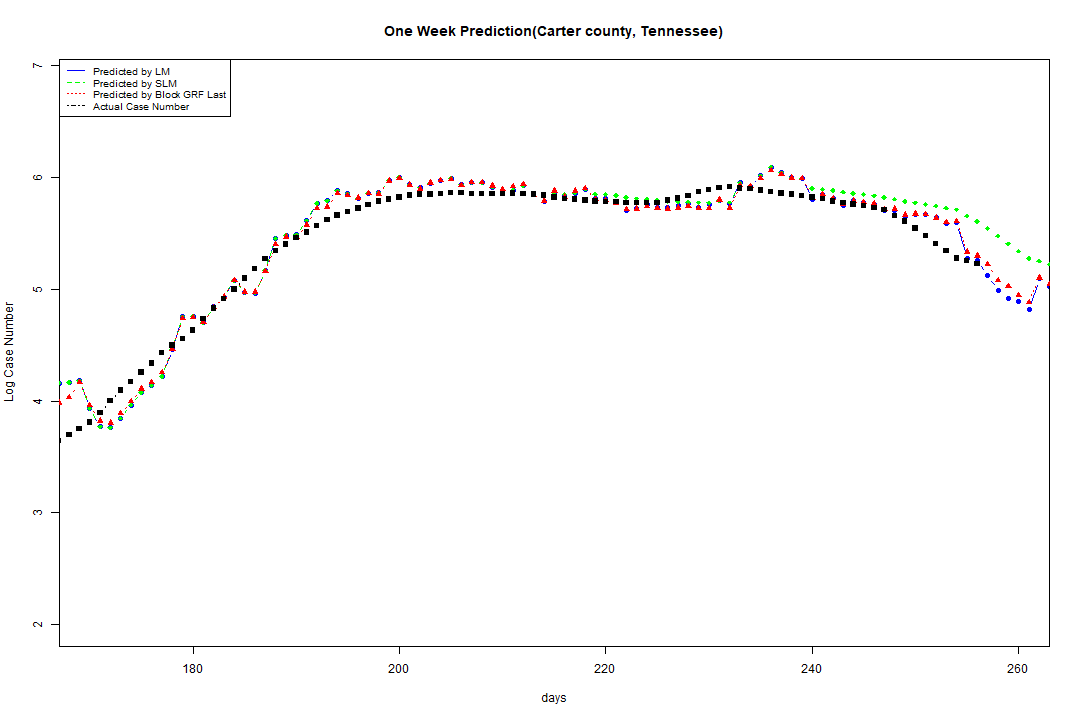 One Week Prediction(Carter county, Tennessee)
Predicted by LM
Predicted by SLM
Predicted by Block GRF Last
Actual Case Number
7
6
5
4
3
2
Log Case Number
180 200 220 240 260
days